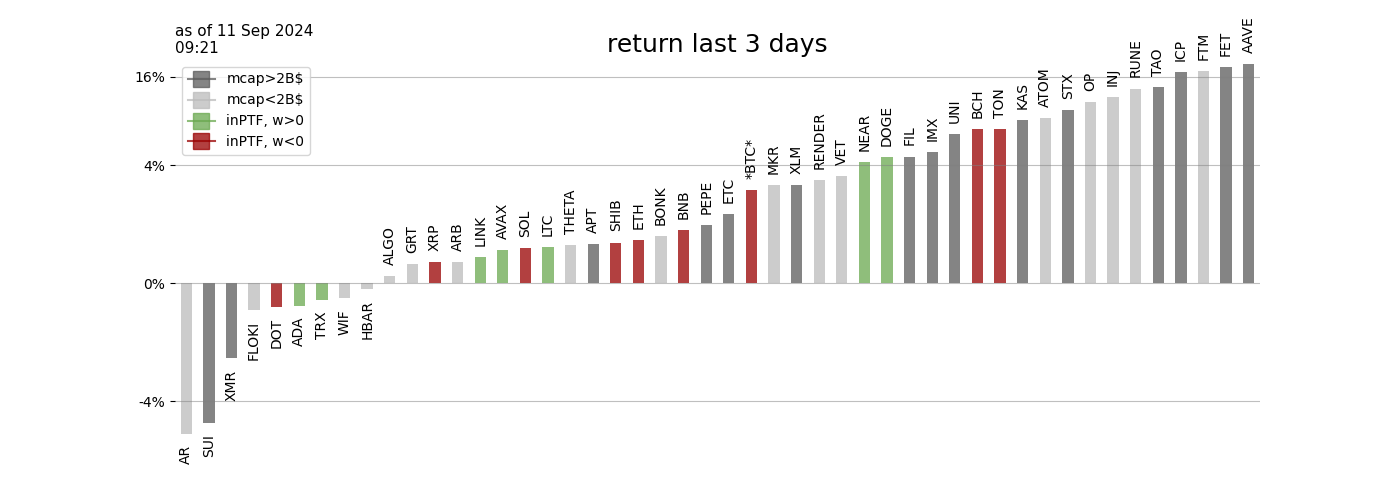 as of 11 Sep 2024
09:21
return last 3 days
mcap>2B$
mcap<2B$
inPTF, w>0
inPTF, w<0
16%
4%
0%
-4%
AR
SUI
XMR
FLOKI
DOT
ADA
TRX
WIF
HBAR
ALGO
GRT
XRP
ARB
LINK
AVAX
SOL
LTC
THETA
APT
SHIB
ETH
BONK
BNB
PEPE
ETC
*BTC*
MKR
XLM
RENDER
VET
NEAR
DOGE
FIL
IMX
UNI
BCH
TON
KAS
ATOM
STX
OP
INJ
RUNE
TAO
ICP
FTM
FET
AAVE